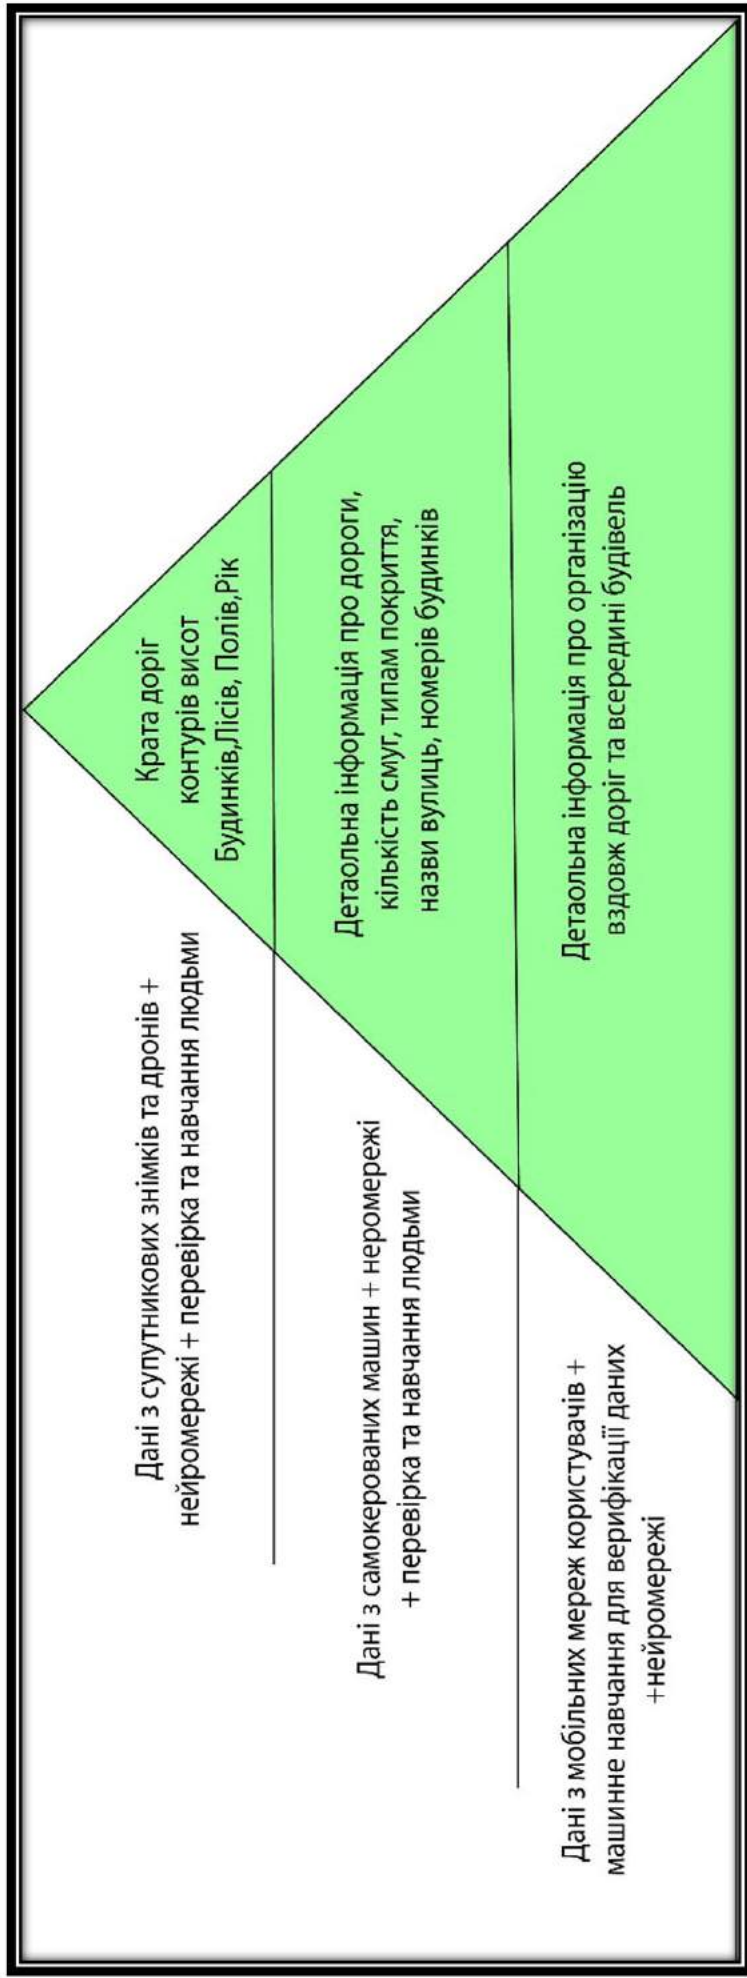 Дані з супутникових знімків та дронів +
нейромережі + перевірка та навчання людьми
Крата доріг
контурів висот
Будинків,Лісів, Полів,Рік
Дані з самокерованих машин + неромережі
+ перевірка та навчання людьми
Детаольна інформація про дороги,
кількість смуг, типам покриття,
назви вулиць, номерів будинків
Дані з мобільних мереж користувачів +
машинне навчання для верифікації даних
+нейромережі
Детаольна інформація про організацію
вздовж доріг та всередині будівель